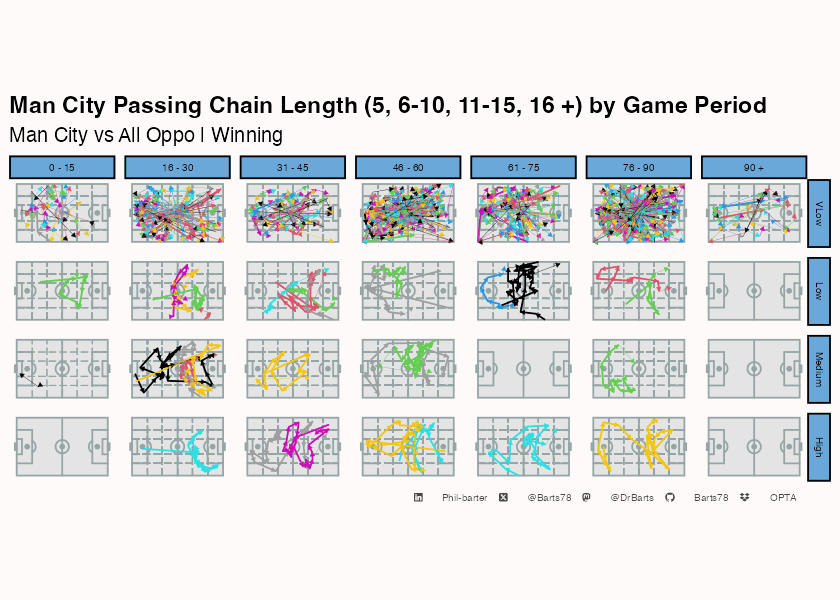 Man City Passing Chain Length (5, 6-10, 11-15, 16 +) by Game Period
Man City vs All Oppo I Winning
0 - 15 16 - 30 31 - 45 46 - 60 61 - 75 76 - 90 90 +
V Low
Low
Medium
High
Phil-barter @Barts78 @DrBarts Barts78 OPTA